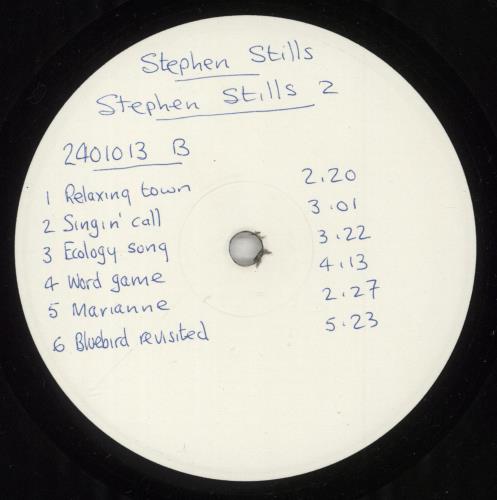 Stephen Stills
Stephen Stills 2
2401013 B
1 Relaxing town 2.20
2 Singin' call 3.01
3 Ecology song 3.22
4 Word game 4.13
5 Marianne 2.27
6 Bluebird revisited 5.23